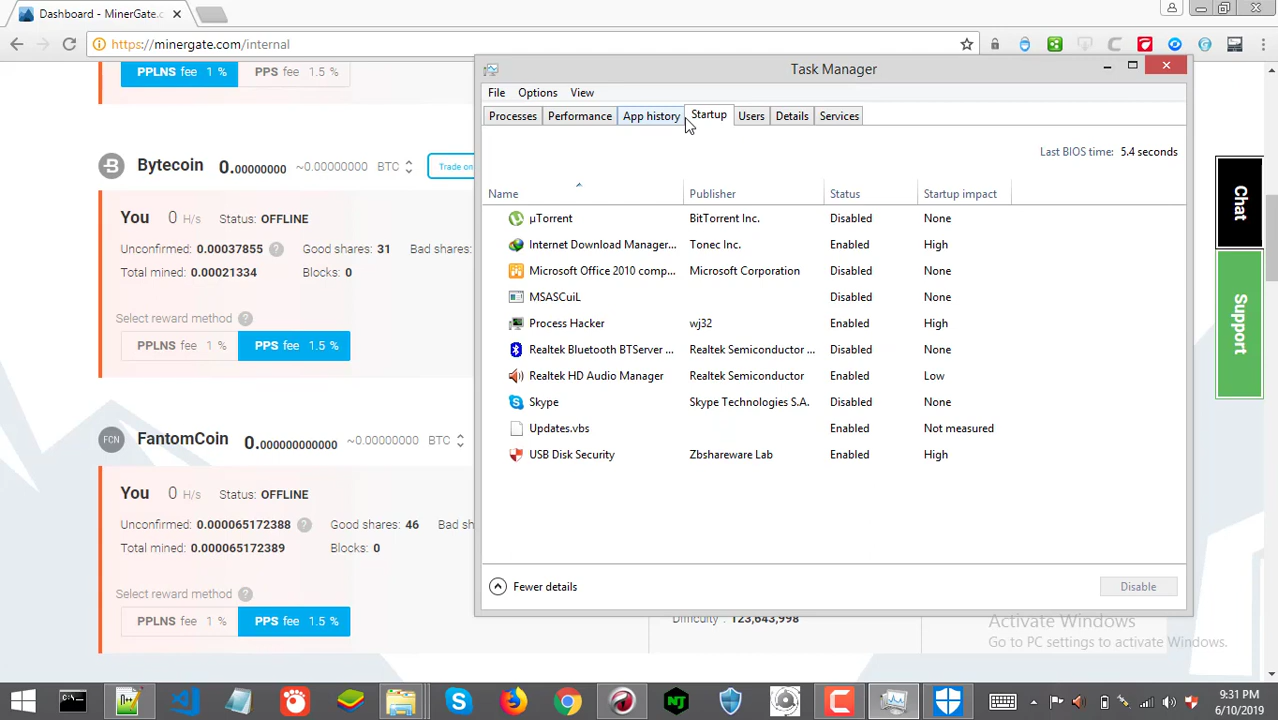 Dashboard - MinerGate.c
https://minergate.com/internal
PPLNS fee 1 % PPS fee 1.5 %
Bytecoin 0.00000000 ~0.00000000 BTC Trade on
You 0 H/s Status: OFFLINE
Unconfirmed: 0.00037855 ? Good shares: 31 Bad shares:
Total mined: 0.00021334 Blocks: 0
Select reward method ?
PPLNS fee 1 % PPS fee 1.5 %
FCN FantomCoin 0.000000000000 ~0.00000000 BTC
You 0 H/s Status: OFFLINE
Unconfirmed: 0.000065172388 ? Good shares: 46 Bad sh
Total mined: 0.000065172389 Blocks: 0
Select reward method ?
PPLNS fee 1 % PPS fee 1.5 %
Difficulty : 123,643,998
Task Manager
File Options View
Processes Performance App history Startup Users Details Services
Last BIOS time: 5.4 seconds
Name Publisher Status Startup impact
µTorrent BitTorrent Inc. Disabled None
Internet Download Manager... Tonec Inc. Enabled High
Microsoft Office 2010 comp... Microsoft Corporation Disabled None
MSASCuiL Disabled None
Process Hacker wj32 Enabled High
Realtek Bluetooth BTServer ... Realtek Semiconductor ... Disabled None
Realtek HD Audio Manager Realtek Semiconductor Enabled Low
Skype Skype Technologies S.A. Disabled None
Updates.vbs Enabled Not measured
USB Disk Security Zbshareware Lab Enabled High
Fewer details Disable
Chat
Support
Activate Windows
Go to PC settings to activate Windows.
9:31 PM
6/10/2019